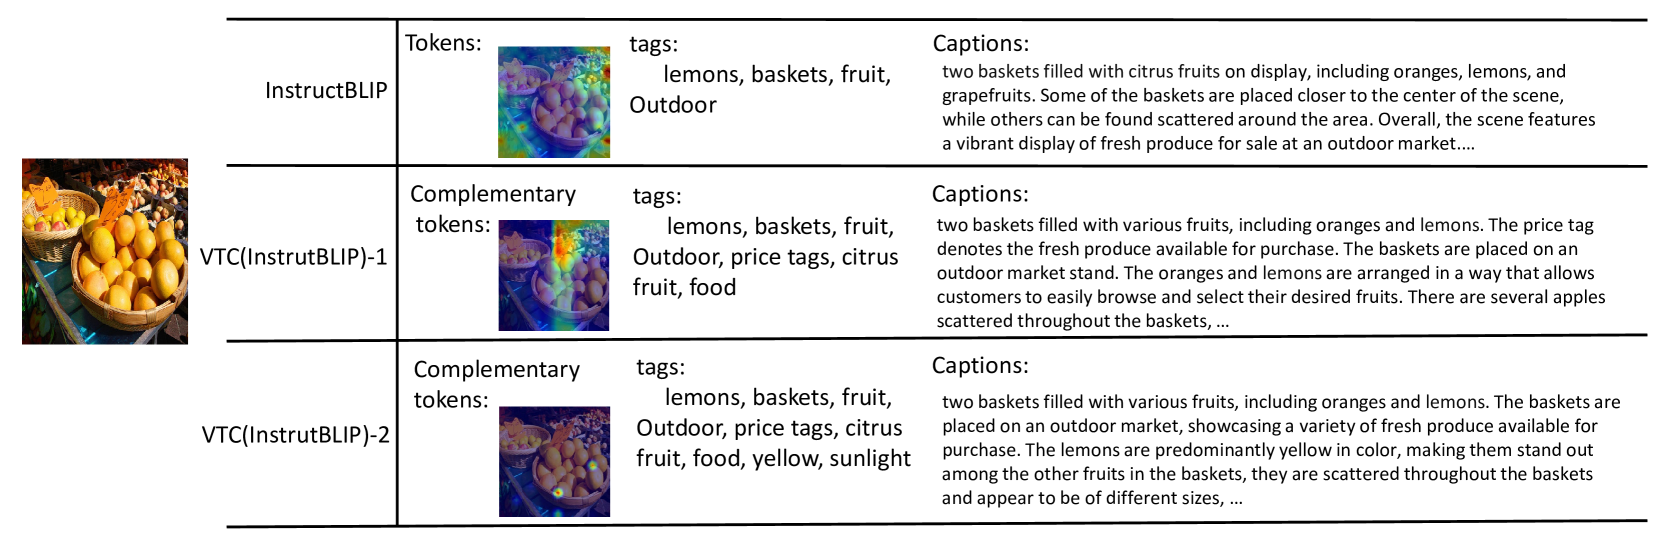 InstructBLIP
Tokens:
tags:
lemons, baskets, fruit,
Outdoor
Captions:
two baskets filled with citrus fruits on display, including oranges, lemons, and
grapefruits. Some of the baskets are placed closer to the center of the scene,
while others can be found scattered around the area. Overall, the scene features
a vibrant display of fresh produce for sale at an outdoor market....
VTC(InstrutBLIP)-1
Complementary
tokens:
tags:
lemons, baskets, fruit,
Outdoor, price tags, citrus
fruit, food
Captions:
two baskets filled with various fruits, including oranges and lemons. The price tag
denotes the fresh produce available for purchase. The baskets are placed on an
outdoor market stand. The oranges and lemons are arranged in a way that allows
customers to easily browse and select their desired fruits. There are several apples
scattered throughout the baskets, ...
VTC(InstrutBLIP)-2
Complementary
tokens:
tags:
lemons, baskets, fruit,
Outdoor, price tags, citrus
fruit, food, yellow, sunlight
Captions:
two baskets filled with various fruits, including oranges and lemons. The baskets are
placed on an outdoor market, showcasing a variety of fresh produce available for
purchase. The lemons are predominantly yellow in color, making them stand out
among the other fruits in the baskets, they are scattered throughout the baskets
and appear to be of different sizes, ...